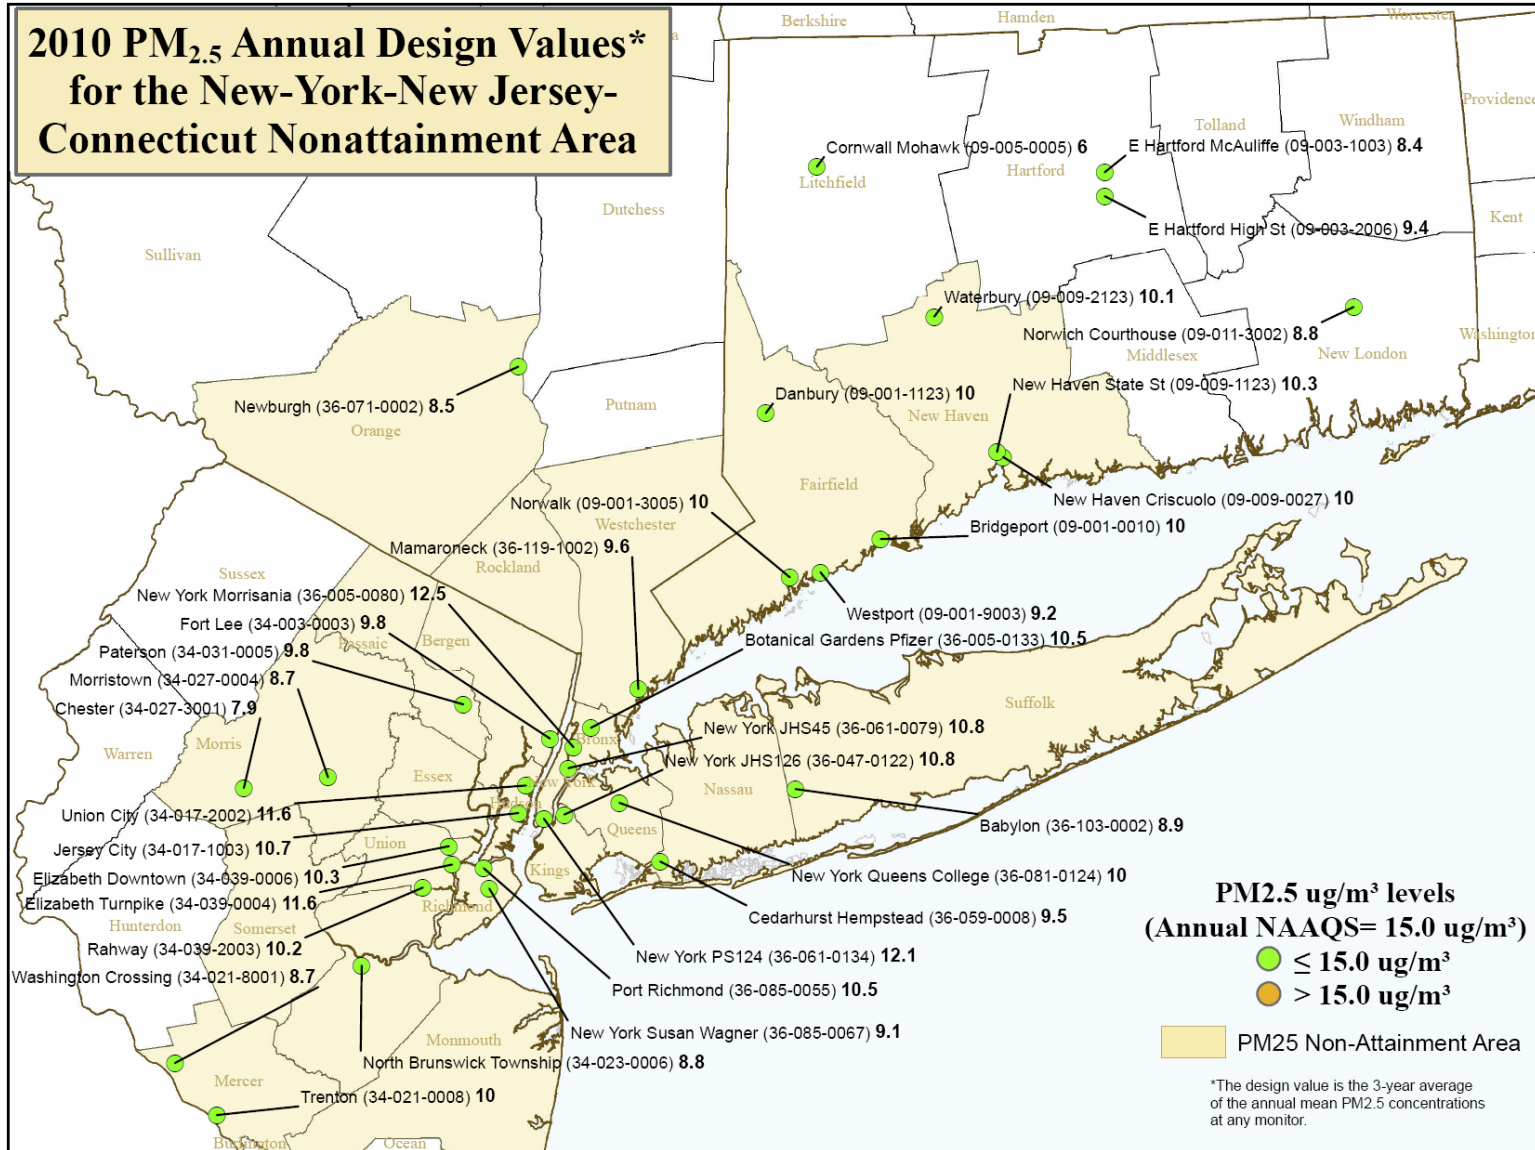 2010 PM2.5 Annual Design Values*
for the New-York-New Jersey-
Connecticut Nonattainment Area
Berkshire
Hamden
Worcester
Providence
Windham
Tolland
Cornwall Mohawk (09-005-0005) 6
E Hartford McAuliffe (09-003-1003) 8.4
Hartford
Litchfield
Dutchess
Kent
E Hartford High St (09-003-2006) 9.4
Sullivan
Waterbury (09-009-2123) 10.1
Norwich Courthouse (09-011-3002) 8.8
Washington
New London
Middlesex
New Haven State St (09-009-1123) 10.3
Danbury (09-001-1123) 10
Putnam
Newburgh (36-071-0002) 8.5
New Haven
Orange
Fairfield
New Haven Criscuolo (09-009-0027) 10
Norwalk (09-001-3005) 10
Westchester
Bridgeport (09-001-0010) 10
Mamaroneck (36-119-1002) 9.6
Rockland
Sussex
New York Morrisania (36-005-0080) 12.5
Westport (09-001-9003) 9.2
Fort Lee (34-003-0003) 9.8
Botanical Gardens Pfizer (36-005-0133) 10.5
Bergen
Passaic
Paterson (34-031-0005) 9.8
Morristown (34-027-0004) 8.7
Suffolk
Chester (34-027-3001) 7.9
New York JHS45 (36-061-0079) 10.8
Bronx
Morris
Warren
New York JHS126 (36-047-0122) 10.8
Essex
New York
Nassau
Hudson
Union City (34-017-2002) 11.6
Babylon (36-103-0002) 8.9
Queens
Union
Jersey City (34-017-1003) 10.7
Kings
New York Queens College (36-081-0124) 10
Elizabeth Downtown (34-039-0006) 10.3
Elizabeth Turnpike (34-039-0004) 11.6
Richmond
Cedarhurst Hempstead (36-059-0008) 9.5
Hunterdon
Somerset
Rahway (34-039-2003) 10.2
New York PS124 (36-061-0134) 12.1
Washington Crossing (34-021-8001) 8.7
Port Richmond (36-085-0055) 10.5
New York Susan Wagner (36-085-0067) 9.1
Monmouth
North Brunswick Township (34-023-0006) 8.8
Mercer
Trenton (34-021-0008) 10
Burlington
Ocean
PM2.5 ug/m³ levels
(Annual NAAQS= 15.0 ug/m³)
≤ 15.0 ug/m³
> 15.0 ug/m³
PM25 Non-Attainment Area
*The design value is the 3-year average
of the annual mean PM2.5 concentrations
at any monitor.